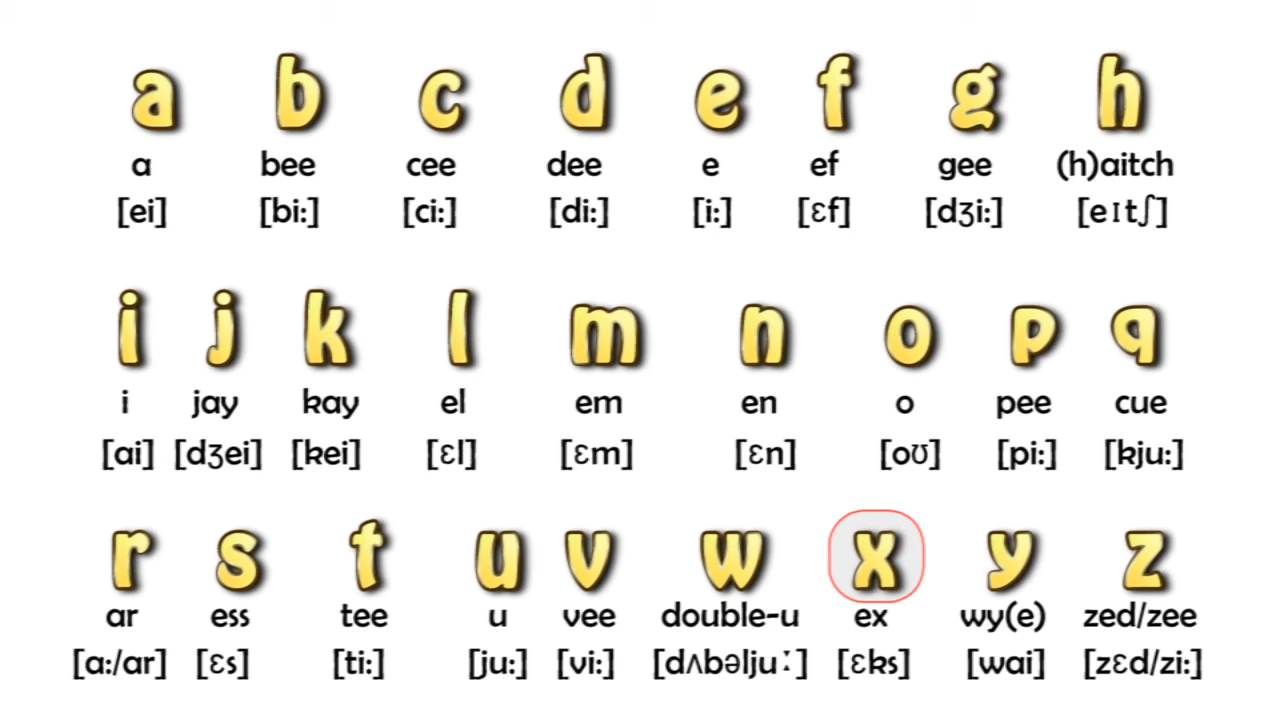 a b c d e f g h
a bee cee dee e ef gee (h)aitch
[ei] [bi:] [ci:] [di:] [i:] [ɛf] [dʒi:] [eɪtʃ]
i j k l m n o p q
i jay kay el em en o pee cue
[ai] [dʒei] [kei] [ɛl] [ɛm] [ɛn] [oʊ] [pi:] [kju:]
r s t u v w x y z
ar ess tee u vee double-u ex wy(e) zed/zee
[a:/ar] [ɛs] [ti:] [ju:] [vi:] [dʌbəljuː] [ɛks] [wai] [zɛd/zi:]